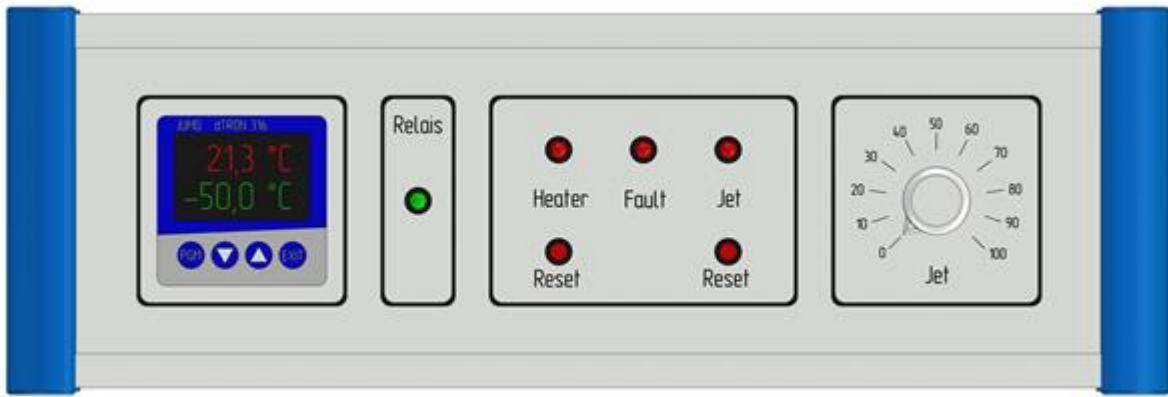 JUMO dTRON 316
21,3 °C
-50,0 °C
PGM EXIT
Relais
Heater Fault Jet
Reset Reset
0 10 20 30 40 50 60 70 80 90 100
Jet